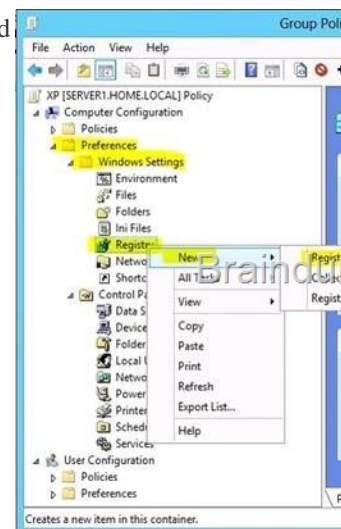 d
Group Poli
File Action View Help
XP [SERVER1.HOME.LOCAL] Policy
Computer Configuration
Policies
Preferences
Windows Settings
Environment
Files
Folders
Ini Files
Registry
Netwo
Shortc
Control Pa
Data S
Device
Folder
Local U
Netwo
Power
Printer
Sched
Services
User Configuration
Policies
Preferences
New
All Tasks
View
Copy
Paste
Print
Refresh
Export List...
Help
Regist
Collec
Regist
Braindu
P
Creates a new item in this container.